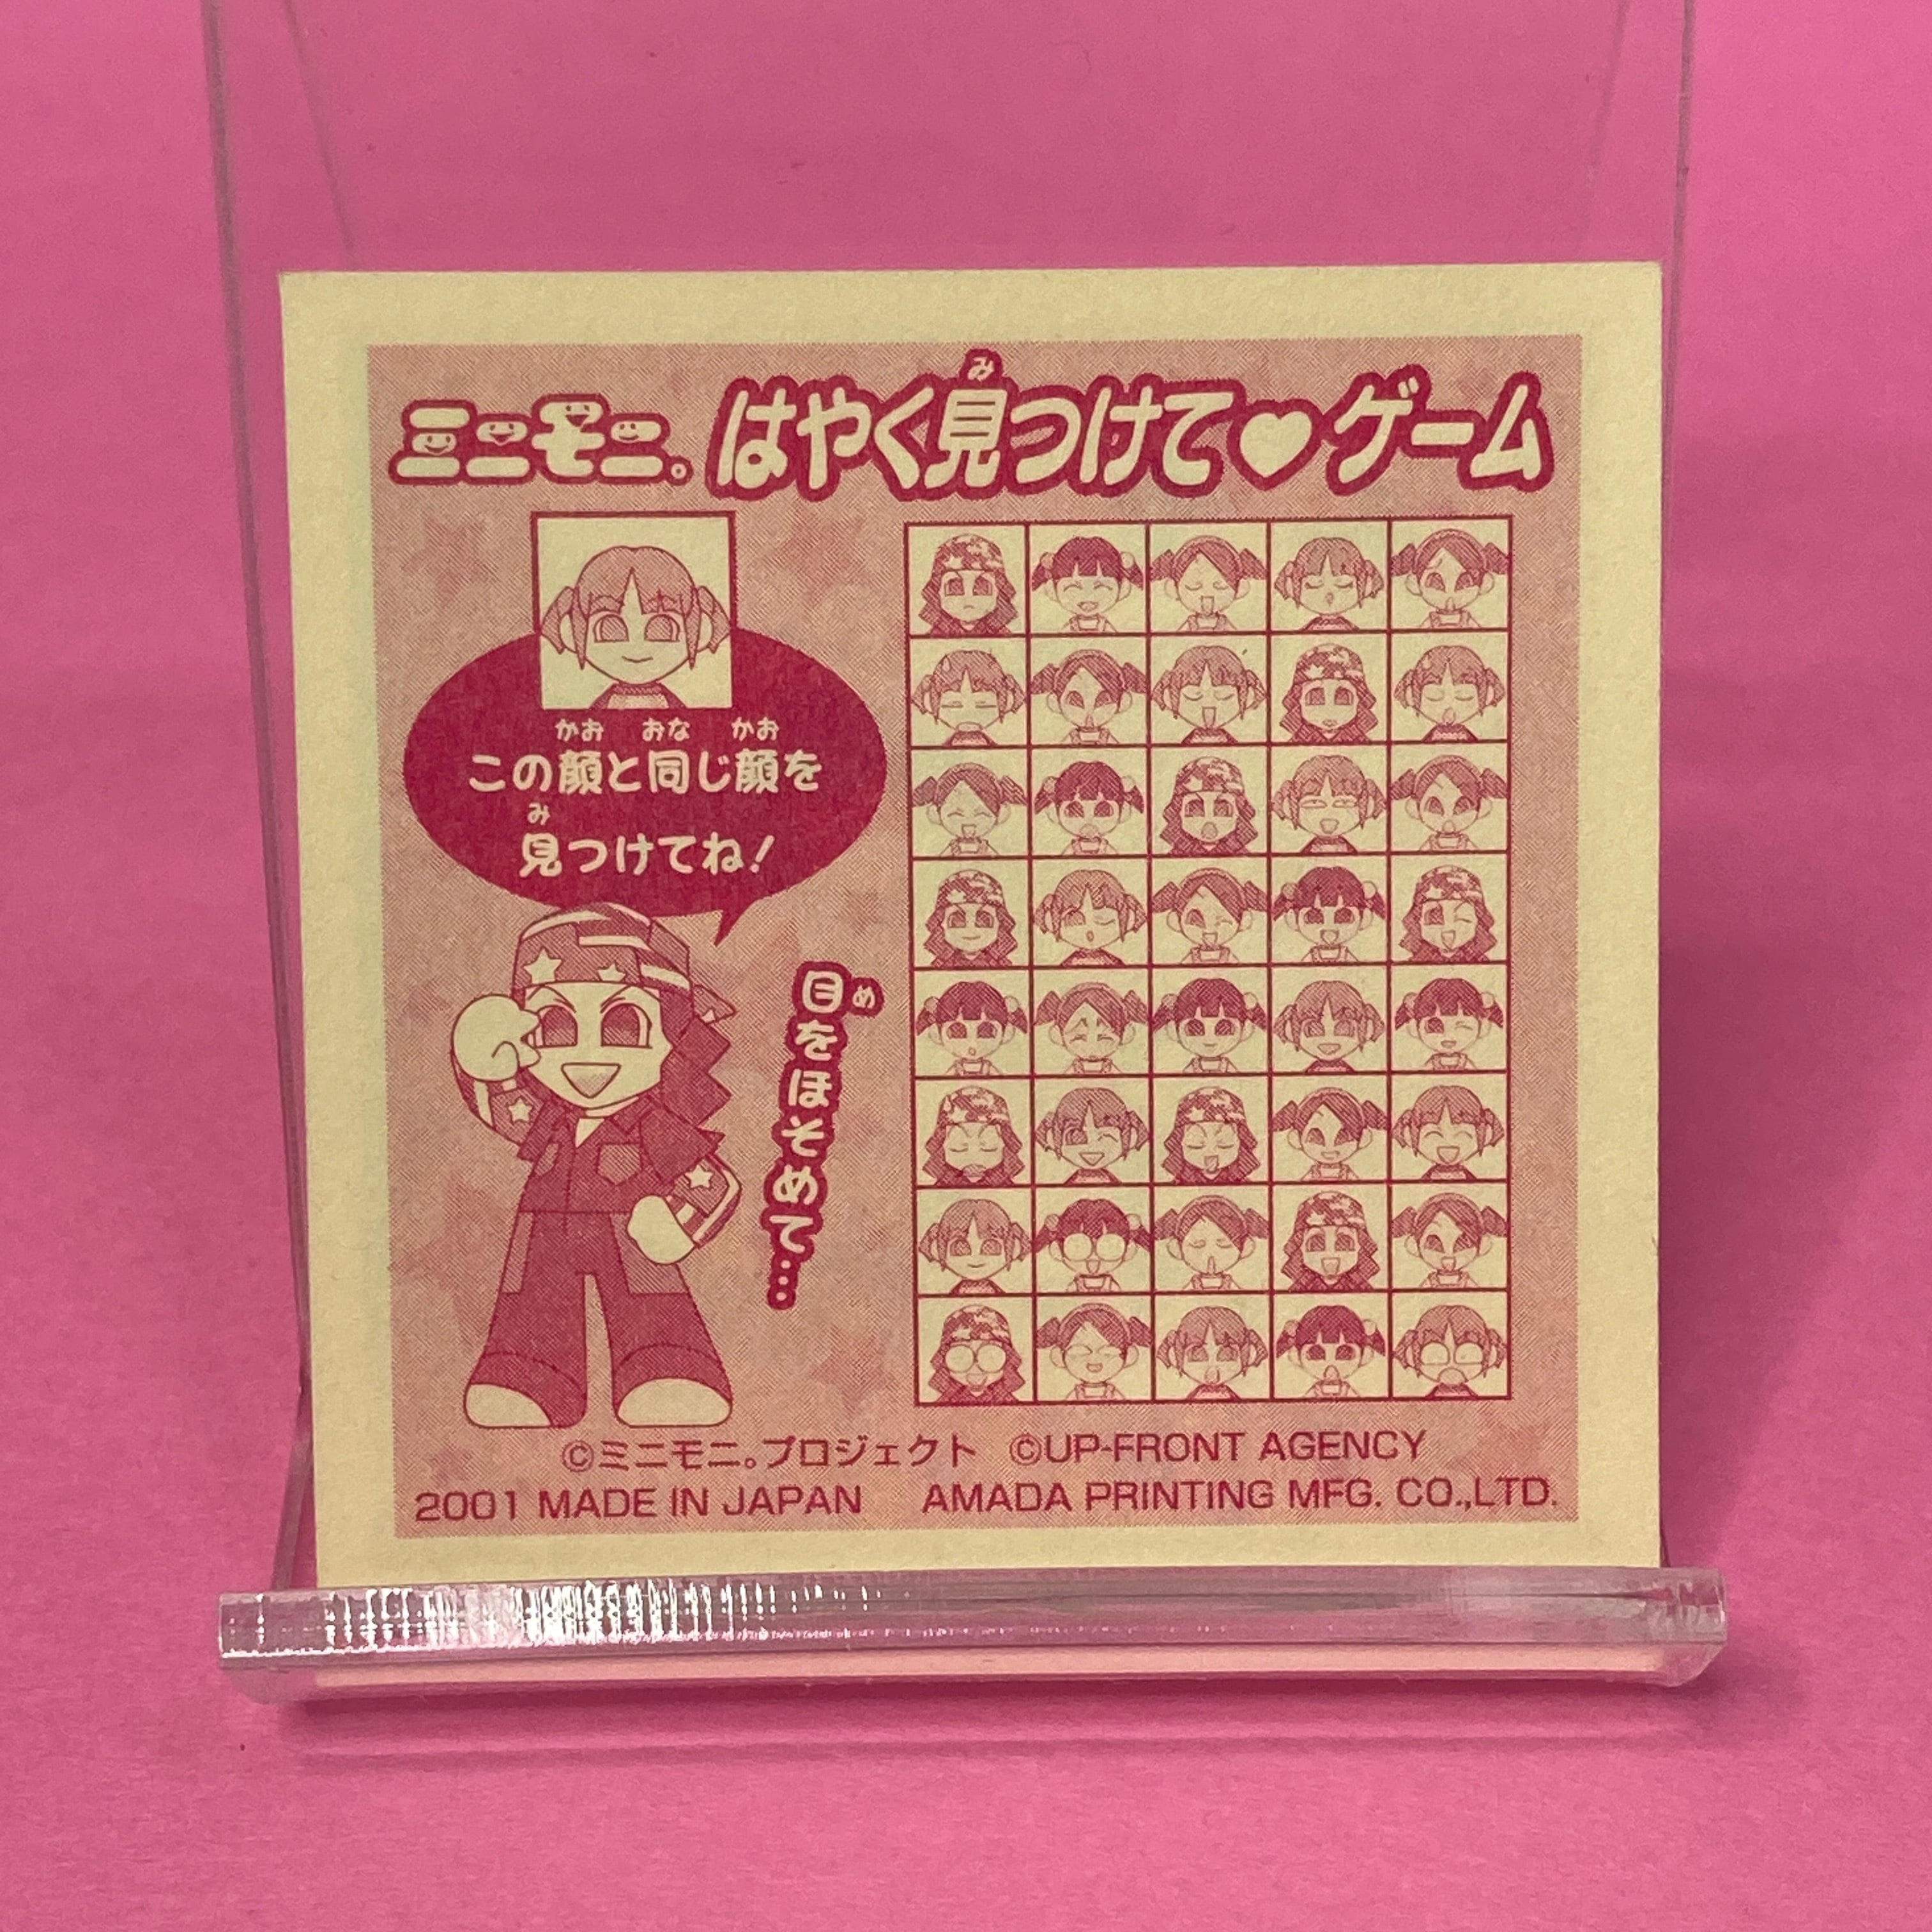 ミニモニ。はやく見つけて♥ゲーム
み
かお おな かお
この顔と同じ顔を
み
見つけてね!
目をほそめて…
め
©ミニモニ。プロジェクト ©UP-FRONT AGENCY
2001 MADE IN JAPAN AMADA PRINTING MFG. CO.,LTD.